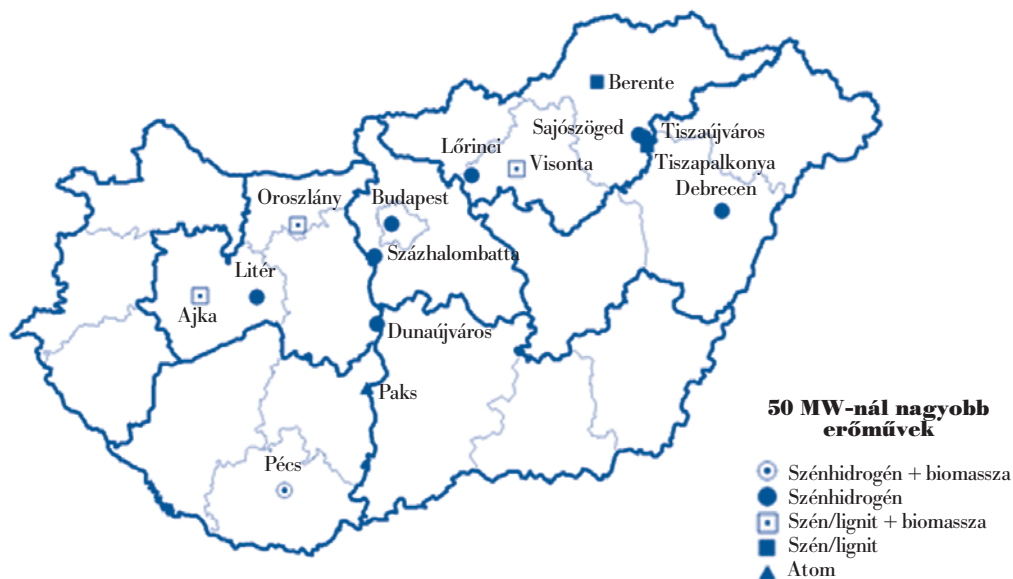 Berente
Sajószöged
Tiszaújváros
Lőrinci
Visonta
Tiszapalkonya
Debrecen
Oroszlány
Budapest
Százhalombatta
Litér
Ajka
Dunaújváros
Paks
Pécs
50 MW-nál nagyobb
erőművek
Szénhidrogén + biomassza
Szénhidrogén
Szén/lignit + biomassza
Szén/lignit
Atom